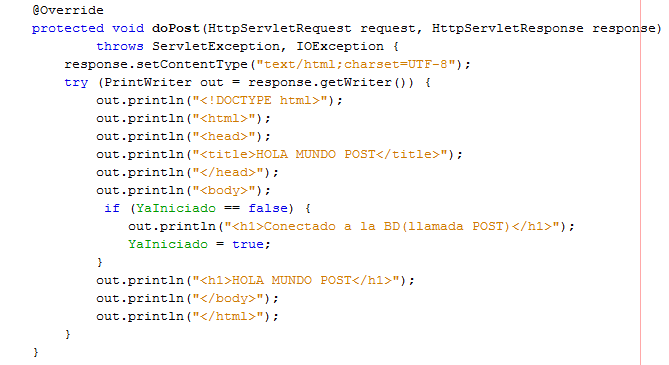 @Override
protected void doPost(HttpServletRequest request, HttpServletResponse response)
throws ServletException, IOException {
response.setContentType("text/html;charset=UTF-8");
try (PrintWriter out = response.getWriter()) {
out.println("<!DOCTYPE html>");
out.println("<html>");
out.println("<head>");
out.println("<title>HOLA MUNDO POST</title>");
out.println("</head>");
out.println("<body>");
if (YaIniciado == false) {
out.println("<h1>Conectado a la BD(llamada POST)</h1>");
YaIniciado = true;
}
out.println("<h1>HOLA MUNDO POST</h1>");
out.println("</body>");
out.println("</html>");
}
}